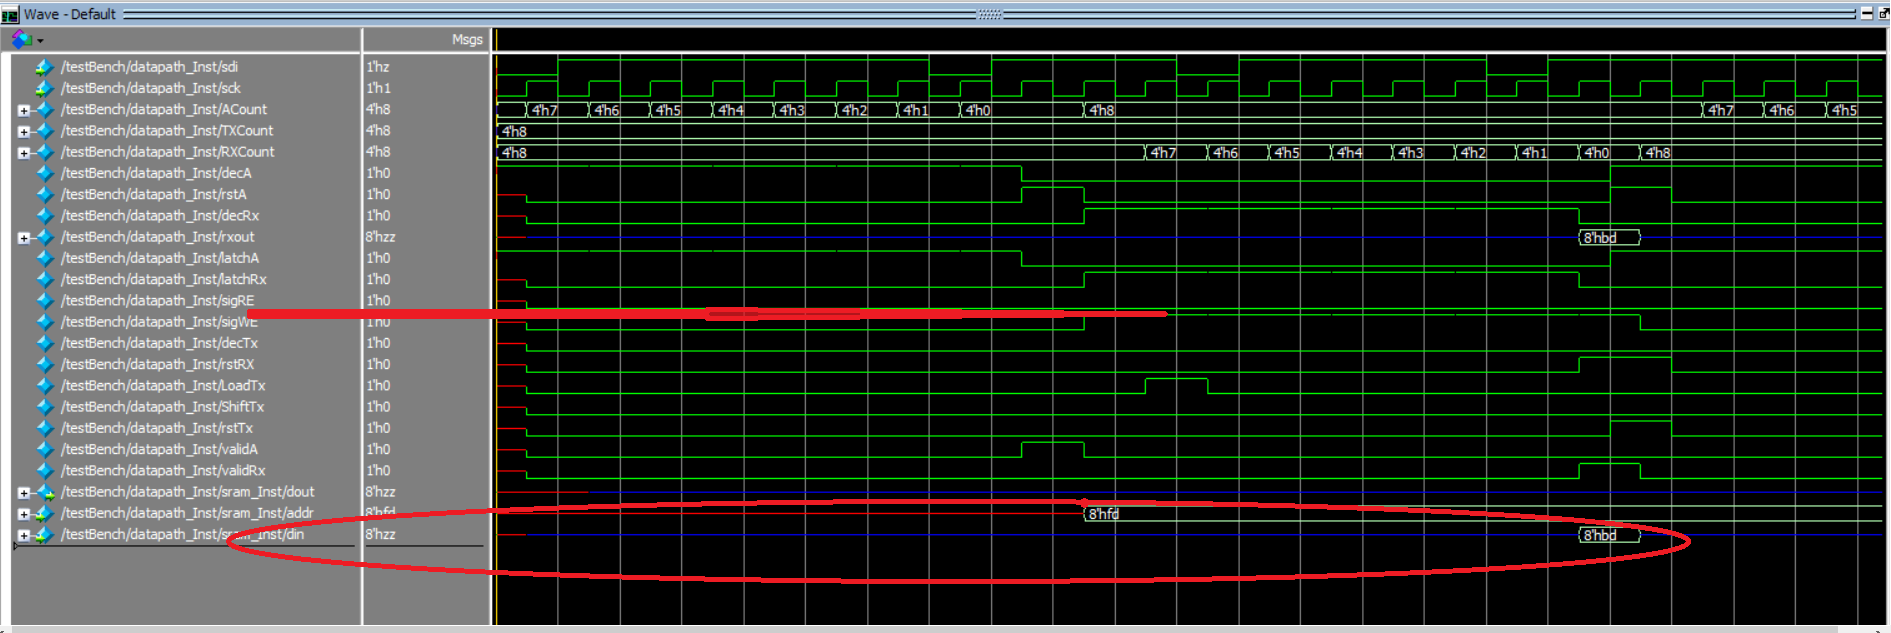 Wave - Default
Msgs
/testBench/datapath_Inst/sdi 1'hz
/testBench/datapath_Inst/sck 1'h1
/testBench/datapath_Inst/ACount 4'h8 4'h7 4'h6 4'h5 4'h4 4'h3 4'h2 4'h1 4'h0 4'h8 4'h7 4'h6 4'h5
/testBench/datapath_Inst/TXCount 4'h8 4'h8
/testBench/datapath_Inst/RXCount 4'h8 4'h8 4'h7 4'h6 4'h5 4'h4 4'h3 4'h2 4'h1 4'h0 4'h8
/testBench/datapath_Inst/decA 1'h0
/testBench/datapath_Inst/rstA 1'h0
/testBench/datapath_Inst/decRx 1'h0
/testBench/datapath_Inst/rxout 8'hzz 8'hbd
/testBench/datapath_Inst/latchA 1'h0
/testBench/datapath_Inst/latchRx 1'h0
/testBench/datapath_Inst/sigRE 1'h0
/testBench/datapath_Inst/sigWE 1'h0
/testBench/datapath_Inst/decTx 1'h0
/testBench/datapath_Inst/rstRX 1'h0
/testBench/datapath_Inst/LoadTx 1'h0
/testBench/datapath_Inst/ShiftTx 1'h0
/testBench/datapath_Inst/rstTx 1'h0
/testBench/datapath_Inst/validA 1'h0
/testBench/datapath_Inst/validRx 1'h0
/testBench/datapath_Inst/sram_Inst/dout 8'hzz
/testBench/datapath_Inst/sram_Inst/addr 8'hfd 8'hfd
/testBench/datapath_Inst/sram_Inst/din 8'hzz 8'hbd